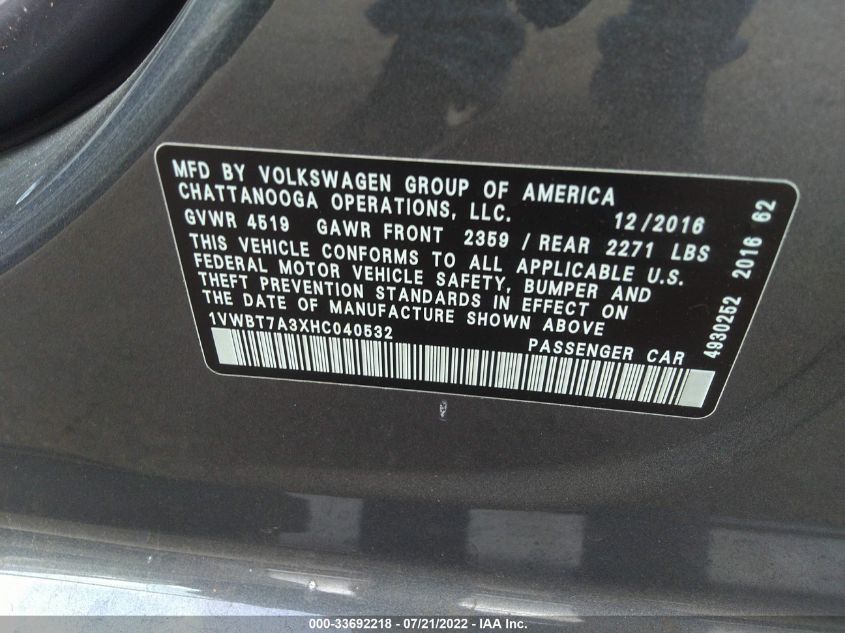 MFD BY VOLKSWAGEN GROUP OF AMERICA
CHATTANOOGA OPERATIONS, LLC. 12/2016
GVWR 4519 GAWR FRONT 2359 / REAR 2271 LBS
THIS VEHICLE CONFORMS TO ALL APPLICABLE U.S.
FEDERAL MOTOR VEHICLE SAFETY, BUMPER AND
THEFT PREVENTION STANDARDS IN EFFECT ON
THE DATE OF MANUFACTURE SHOWN ABOVE
1VWBT7A3XHC040532 PASSENGER CAR
4930252 2016 62
000-33692218 - 07/21/2022 - IAA Inc.